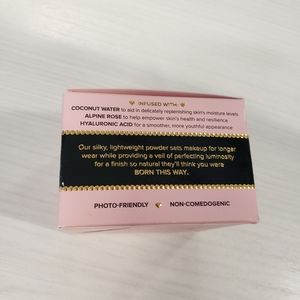 INFUSED WITH:
COCONUT WATER to aid in delicately replenishing skin's moisture levels
ALPINE ROSE to help empower skin's health and resilience
HYALURONIC ACID for a smoother, more youthful appearance
Our silky, lightweight powder sets makeup for longer
wear while providing a veil of perfecting luminosity
for a finish so natural they'll think you were
BORN THIS WAY.
PHOTO-FRIENDLY NON-COMEDOGENIC